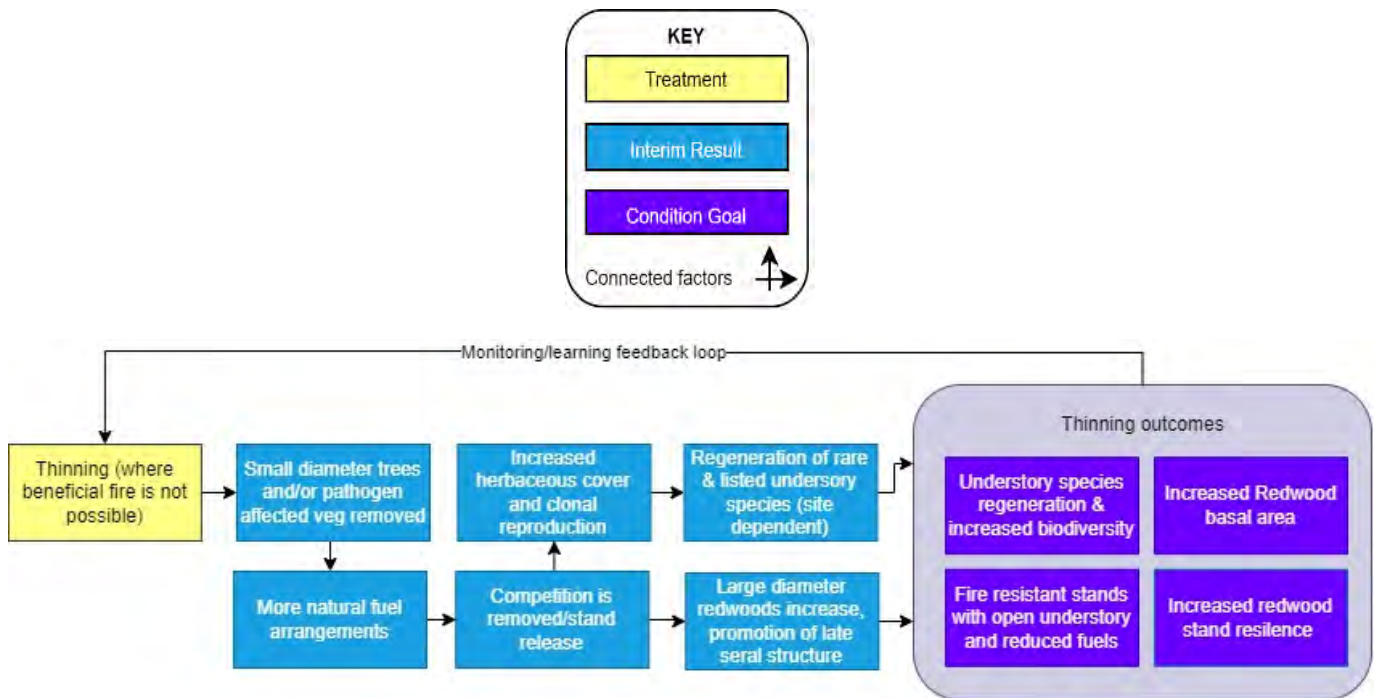 KEY
Treatment
Interim Result
Condition Goal
Connected factors
Monitoring/learning feedback loop
Thinning (where
beneficial fire is not
possible)
Small diameter trees
and/or pathogen
affected veg removed
Increased
herbaceous cover
and clonal
reproduction
Regeneration of rare
& listed undersory
species (site
dependent)
More natural fuel
arrangements
Competition is
removed/stand
release
Large diameter
redwoods increase,
promotion of late
seral structure
Thinning outcomes
Understory species
regeneration &
increased biodiversity
Increased Redwood
basal area
Fire resistant stands
with open understory
and reduced fuels
Increased redwood
stand resilence